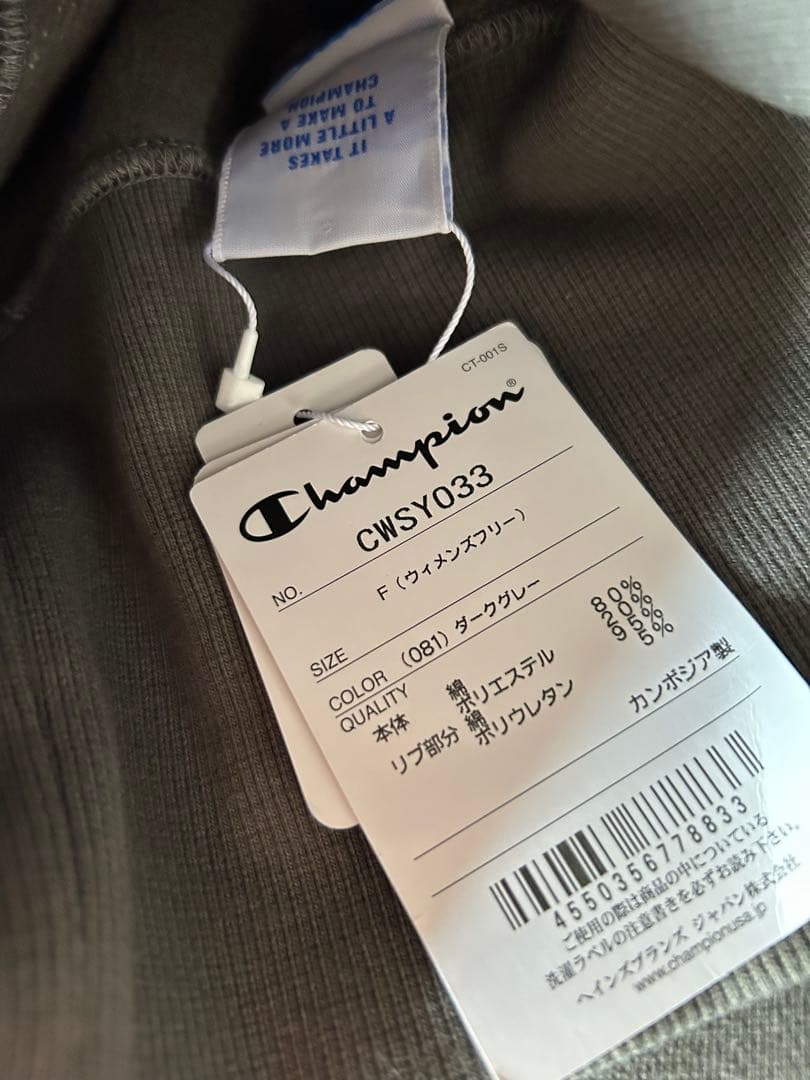 IT TAKES
A LITTLE MORE
TO MAKE A
CHAMPION
CT-001S
Champion®
NO. CWSY033
SIZE F(ウィメンズフリー)
COLOR (081)ダークグレー
QUALITY
本体 綿 80%
ポリエステル 20%
リブ部分 綿 95%
ポリウレタン 5%
カンボジア製
4550356778833
ご使用の際は商品の中についている
洗濯ラベルの注意書きを必ずお読み下さい。
ヘインズブランズ ジャパン株式会社
www.championusa.jp